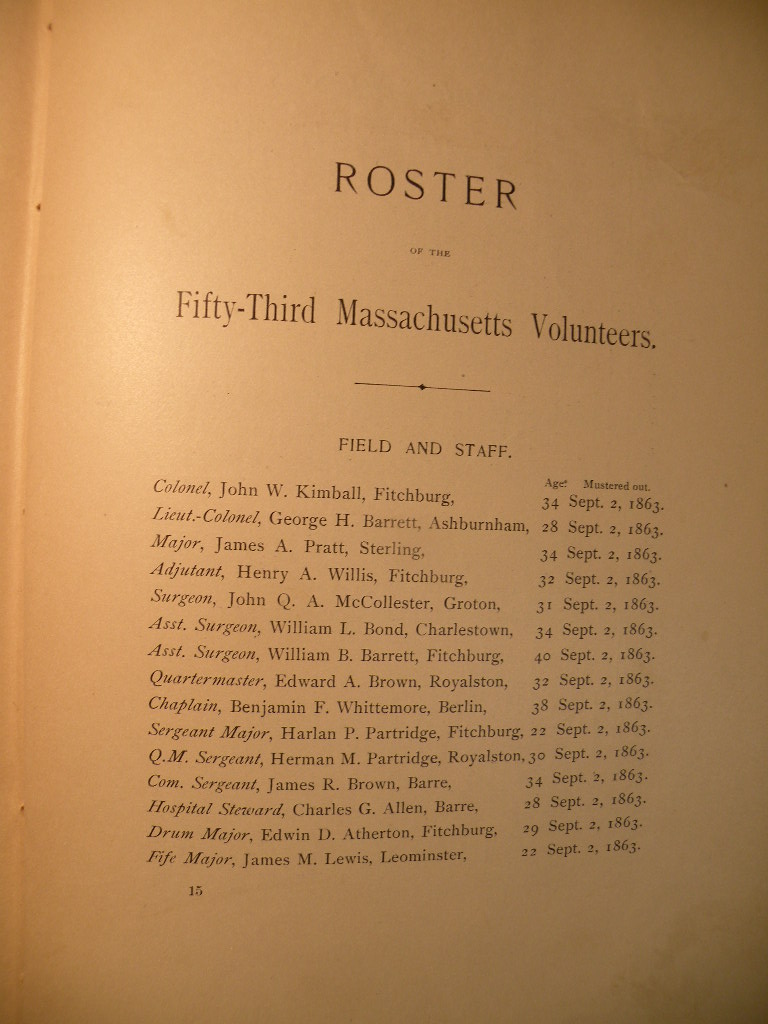 ROSTER
OF THE
Fifty-Third Massachusetts Volunteers.
FIELD AND STAFF.
Age. Mustered out.
Colonel, John W. Kimball, Fitchburg, 34 Sept. 2, 1863.
Lieut.-Colonel, George H. Barrett, Ashburnham, 28 Sept. 2, 1863.
Major, James A. Pratt, Sterling, 34 Sept. 2, 1863.
Adjutant, Henry A. Willis, Fitchburg, 32 Sept. 2, 1863.
Surgeon, John Q. A. McCollester, Groton, 31 Sept. 2, 1863.
Asst. Surgeon, William L. Bond, Charlestown, 34 Sept. 2, 1863.
Asst. Surgeon, William B. Barrett, Fitchburg, 40 Sept. 2, 1863.
Quartermaster, Edward A. Brown, Royalston, 32 Sept. 2, 1863.
Chaplain, Benjamin F. Whittemore, Berlin, 38 Sept. 2, 1863.
Sergeant Major, Harlan P. Partridge, Fitchburg, 22 Sept. 2, 1863.
Q.M. Sergeant, Herman M. Partridge, Royalston, 30 Sept. 2, 1863.
Com. Sergeant, James R. Brown, Barre, 34 Sept. 2, 1863.
Hospital Steward, Charles G. Allen, Barre, 28 Sept. 2, 1863.
Drum Major, Edwin D. Atherton, Fitchburg, 29 Sept. 2, 1863.
Fife Major, James M. Lewis, Leominster, 22 Sept. 2, 1863.
15